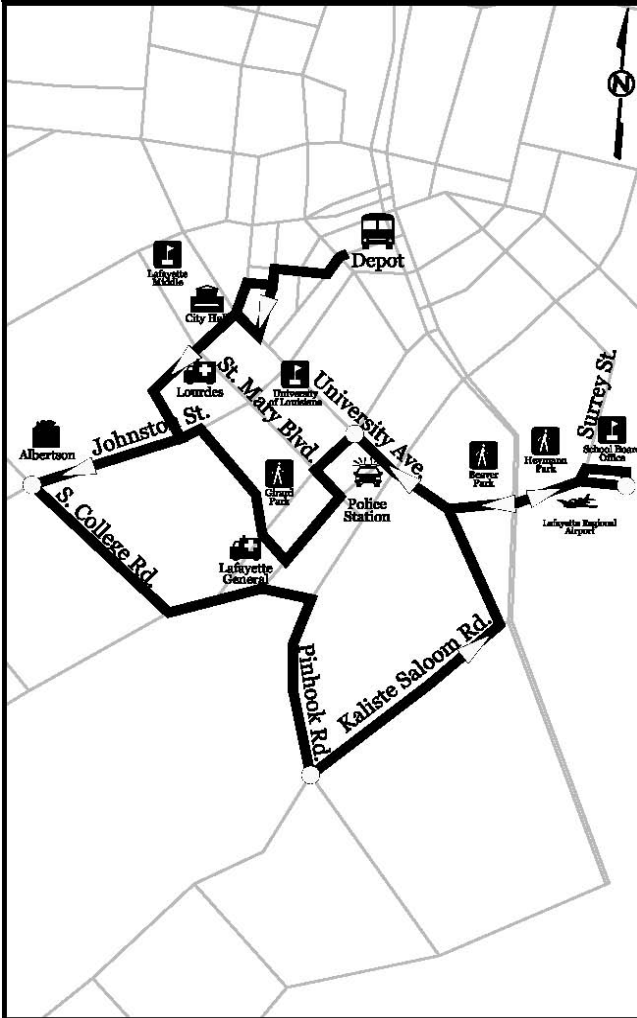 N
Depot
Lafayette
Middle
City Hall
Lourdes
St. Mary Blvd.
University
of Louisiana
University Ave.
Surrey St.
School Board
Office
Heymann
Park
Beaver
Park
Lafayette Regional
Airport
Albertson
Johnston St.
Girard
Park
Police
Station
S. College Rd.
Lafayette
General
Pinhook Rd.
Kaliste Saloom Rd.